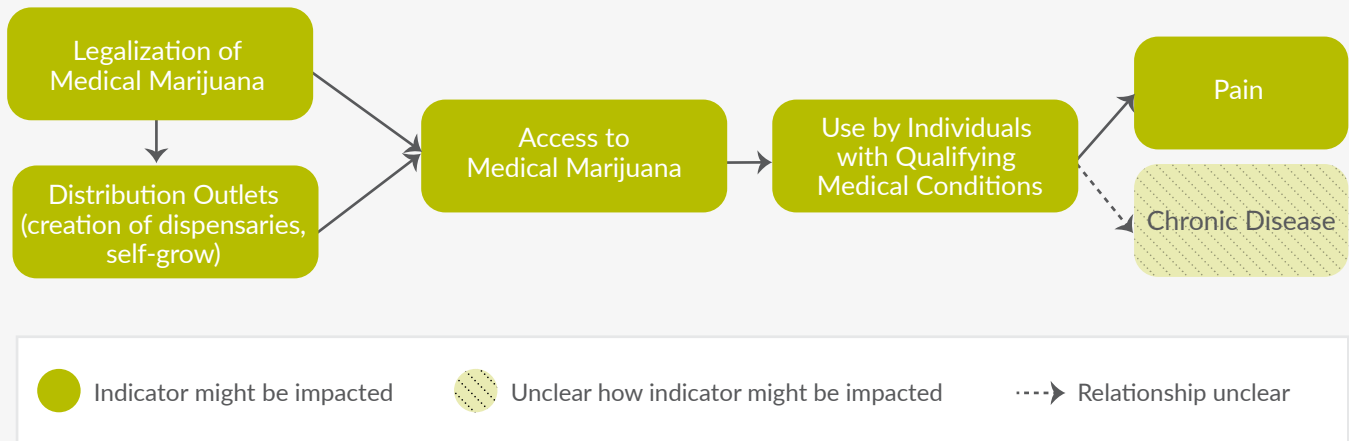 Legalization of
Medical Marijuana
Distribution Outlets
(creation of dispensaries,
self-grow)
Access to
Medical Marijuana
Use by Individuals
with Qualifying
Medical Conditions
Pain
Chronic Disease
Indicator might be impacted
Unclear how indicator might be impacted
Relationship unclear